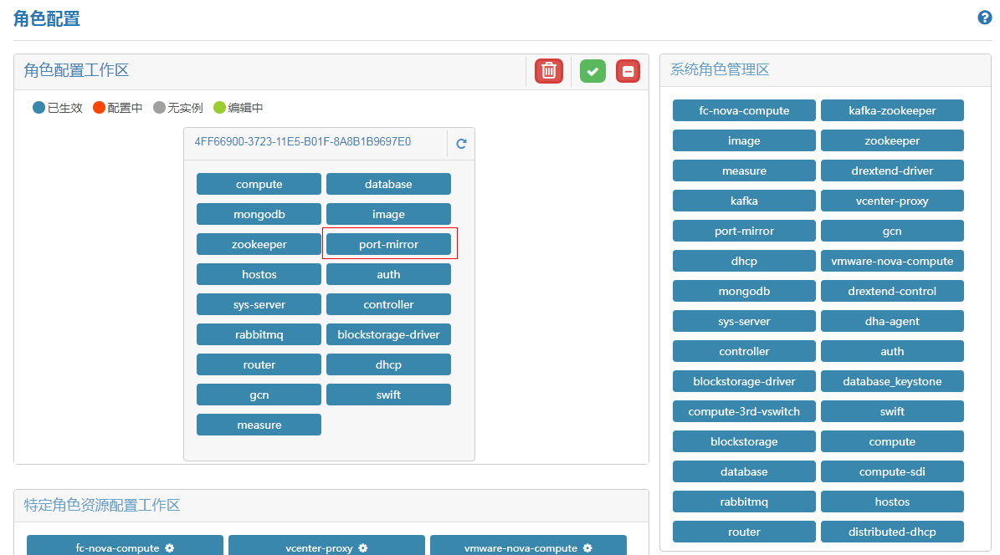 角色配置
角色配置工作区
已生效 配置中 无实例 编辑中
4FF66900-3723-11E5-B01F-8A8B1B9697E0
compute database
mongodb image
zookeeper port-mirror
hostos auth
sys-server controller
rabbitmq blockstorage-driver
router dhcp
gcn swift
measure
特定角色资源配置工作区
fc-nova-compute vcenter-proxy vmware-nova-compute
系统角色管理区
fc-nova-compute kafka-zookeeper
image zookeeper
measure drextend-driver
kafka vcenter-proxy
port-mirror gcn
dhcp vmware-nova-compute
mongodb drextend-control
sys-server dha-agent
controller auth
blockstorage-driver database_keystone
compute-3rd-vswitch swift
blockstorage compute
database compute-sdi
rabbitmq hostos
router distributed-dhcp